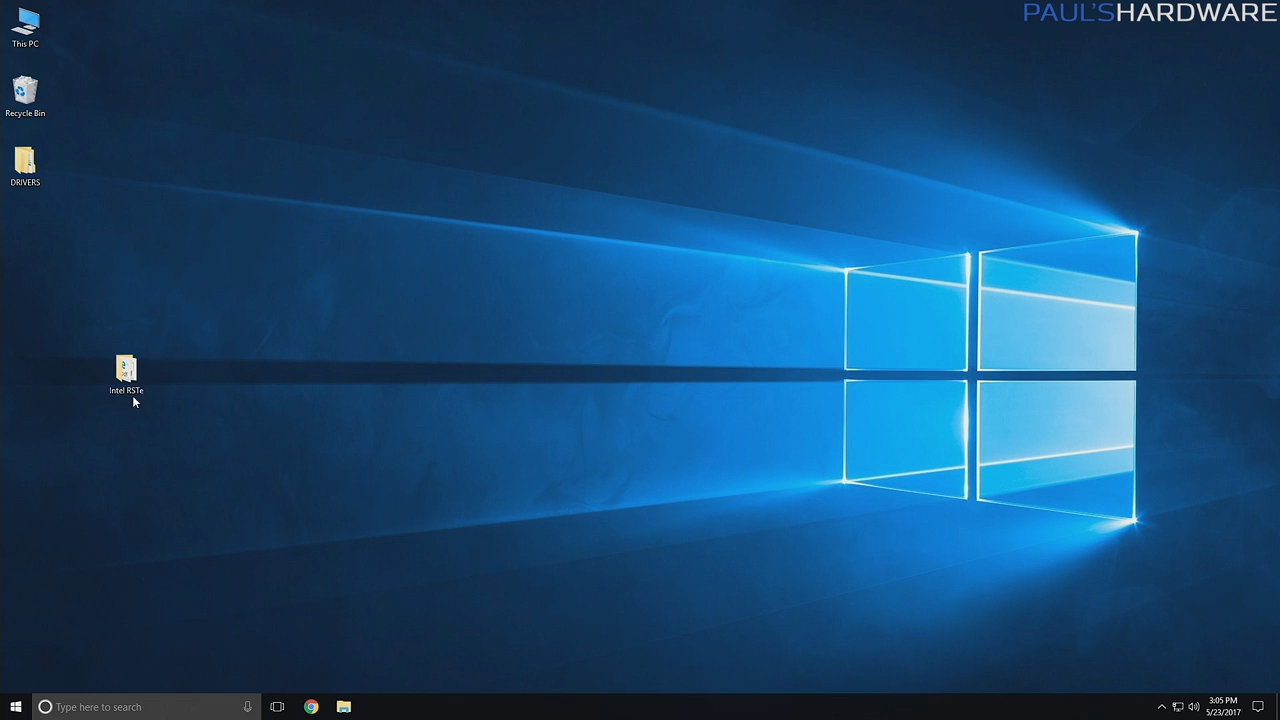 PAUL'SHARDWARE
This PC
Recycle Bin
DRIVERS
Intel RSTe
Type here to search
3:05 PM
5/23/2017